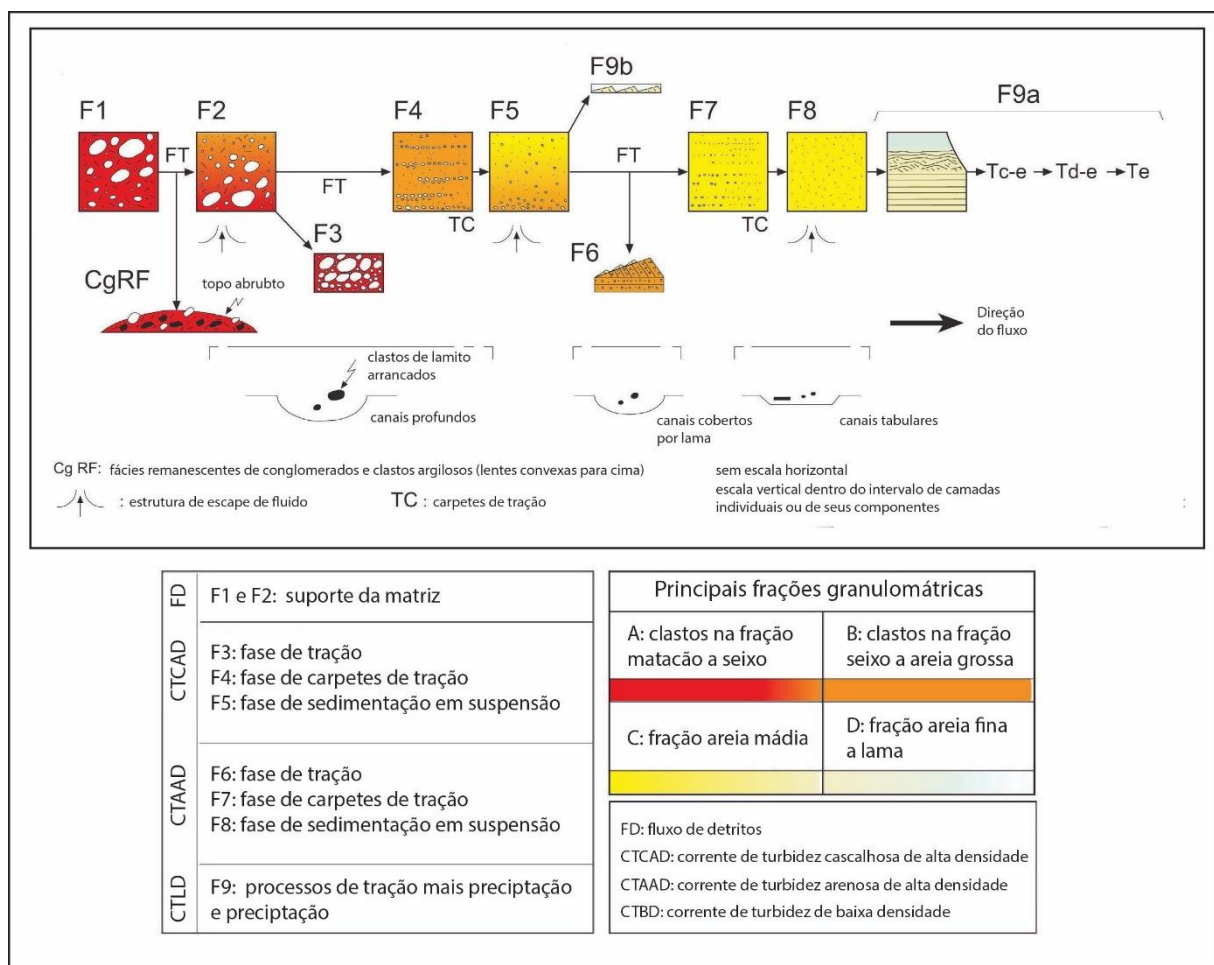 F9b
F1
F2
F4
F5
F7
F8
F9a
FT
FT
FT
Tc-e
Td-e
Te
TC
TC
F3
F6
CgRF
topo abrubto
Direção
do fluxo
clastos de lamito
arrancados
canais profundos
canais cobertos
por lama
canais tabulares
Cg RF: fácies remanescentes de conglomerados e clastos argilosos (lentes convexas para cima)
: estrutura de escape de fluido
TC : carpetes de tração
sem escala horizontal
escala vertical dentro do intervalo de camadas
individuais ou de seus componentes
FD
F1 e F2: suporte da matriz
CTCAD
F3: fase de tração
F4: fase de carpetes de tração
F5: fase de sedimentação em suspensão
CTAAD
F6: fase de tração
F7: fase de carpetes de tração
F8: fase de sedimentação em suspensão
CTLD
F9: processos de tração mais preciptação
e preciptação
Principais frações granulomátricas
A: clastos na fração
matacão a seixo
B: clastos na fração
seixo a areia grossa
C: fração areia mádia
D: fração areia fina
a lama
FD: fluxo de detritos
CTCAD: corrente de turbidez cascalhosa de alta densidade
CTAAD: corrente de turbidez arenosa de alta densidade
CTBD: corrente de turbidez de baixa densidade